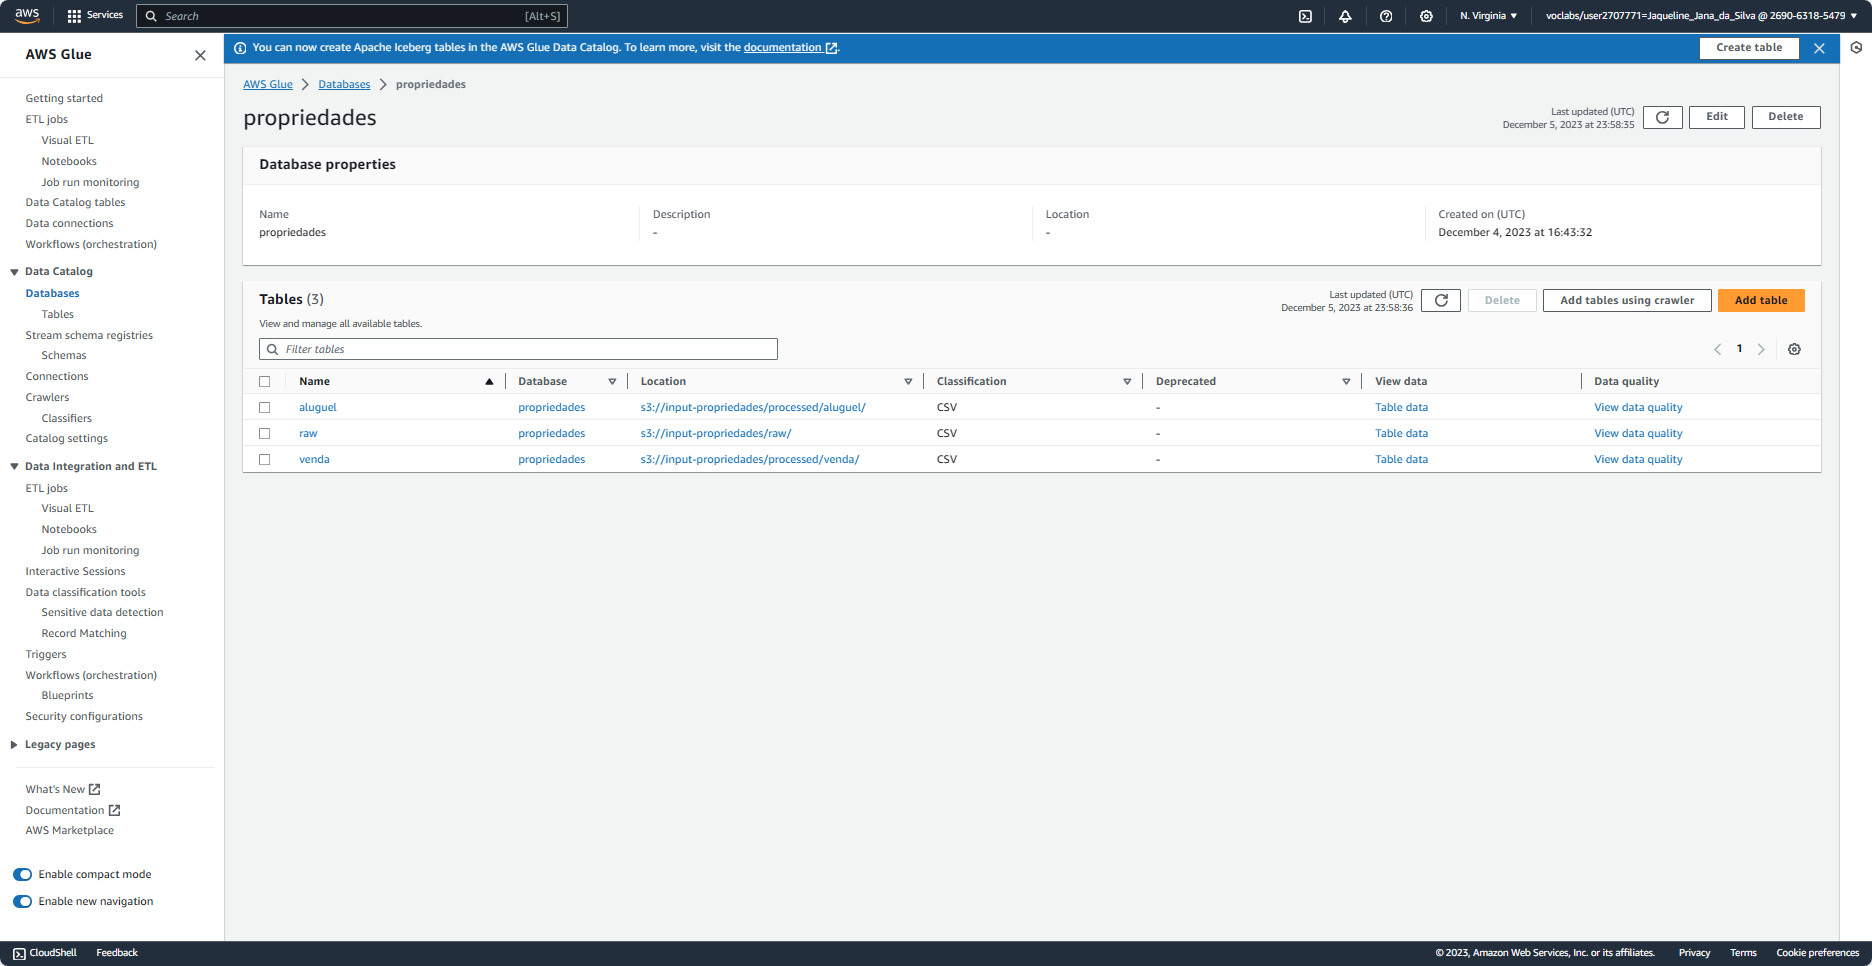 aws
Services
Search
[Alt+S]
N. Virginia
voclabs/user2707771=Jaqueline_Jana_da_Silva @ 2690-6318-5479
AWS Glue
Getting started
ETL jobs
Visual ETL
Notebooks
Job run monitoring
Data Catalog tables
Data connections
Workflows (orchestration)
Data Catalog
Databases
Tables
Stream schema registries
Schemas
Connections
Crawlers
Classifiers
Catalog settings
Data Integration and ETL
ETL jobs
Visual ETL
Notebooks
Job run monitoring
Interactive Sessions
Data classification tools
Sensitive data detection
Record Matching
Triggers
Workflows (orchestration)
Blueprints
Security configurations
Legacy pages
What's New
Documentation
AWS Marketplace
Enable compact mode
Enable new navigation
You can now create Apache Iceberg tables in the AWS Glue Data Catalog. To learn more, visit the documentation.
Create table
AWS Glue > Databases > propriedades
propriedades
Last updated (UTC)
December 5, 2023 at 23:58:35
Edit
Delete
Database properties
Name
propriedades
Description
-
Location
-
Created on (UTC)
December 4, 2023 at 16:43:32
Tables (3)
View and manage all available tables.
Last updated (UTC)
December 5, 2023 at 23:58:36
Delete
Add tables using crawler
Add table
Filter tables
1
Name Database Location Classification Deprecated View data Data quality
aluguel propriedades s3://input-propriedades/processed/aluguel/ CSV - Table data View data quality
raw propriedades s3://input-propriedades/raw/ CSV - Table data View data quality
venda propriedades s3://input-propriedades/processed/venda/ CSV - Table data View data quality
CloudShell
Feedback
© 2023, Amazon Web Services, Inc. or its affiliates.
Privacy
Terms
Cookie preferences